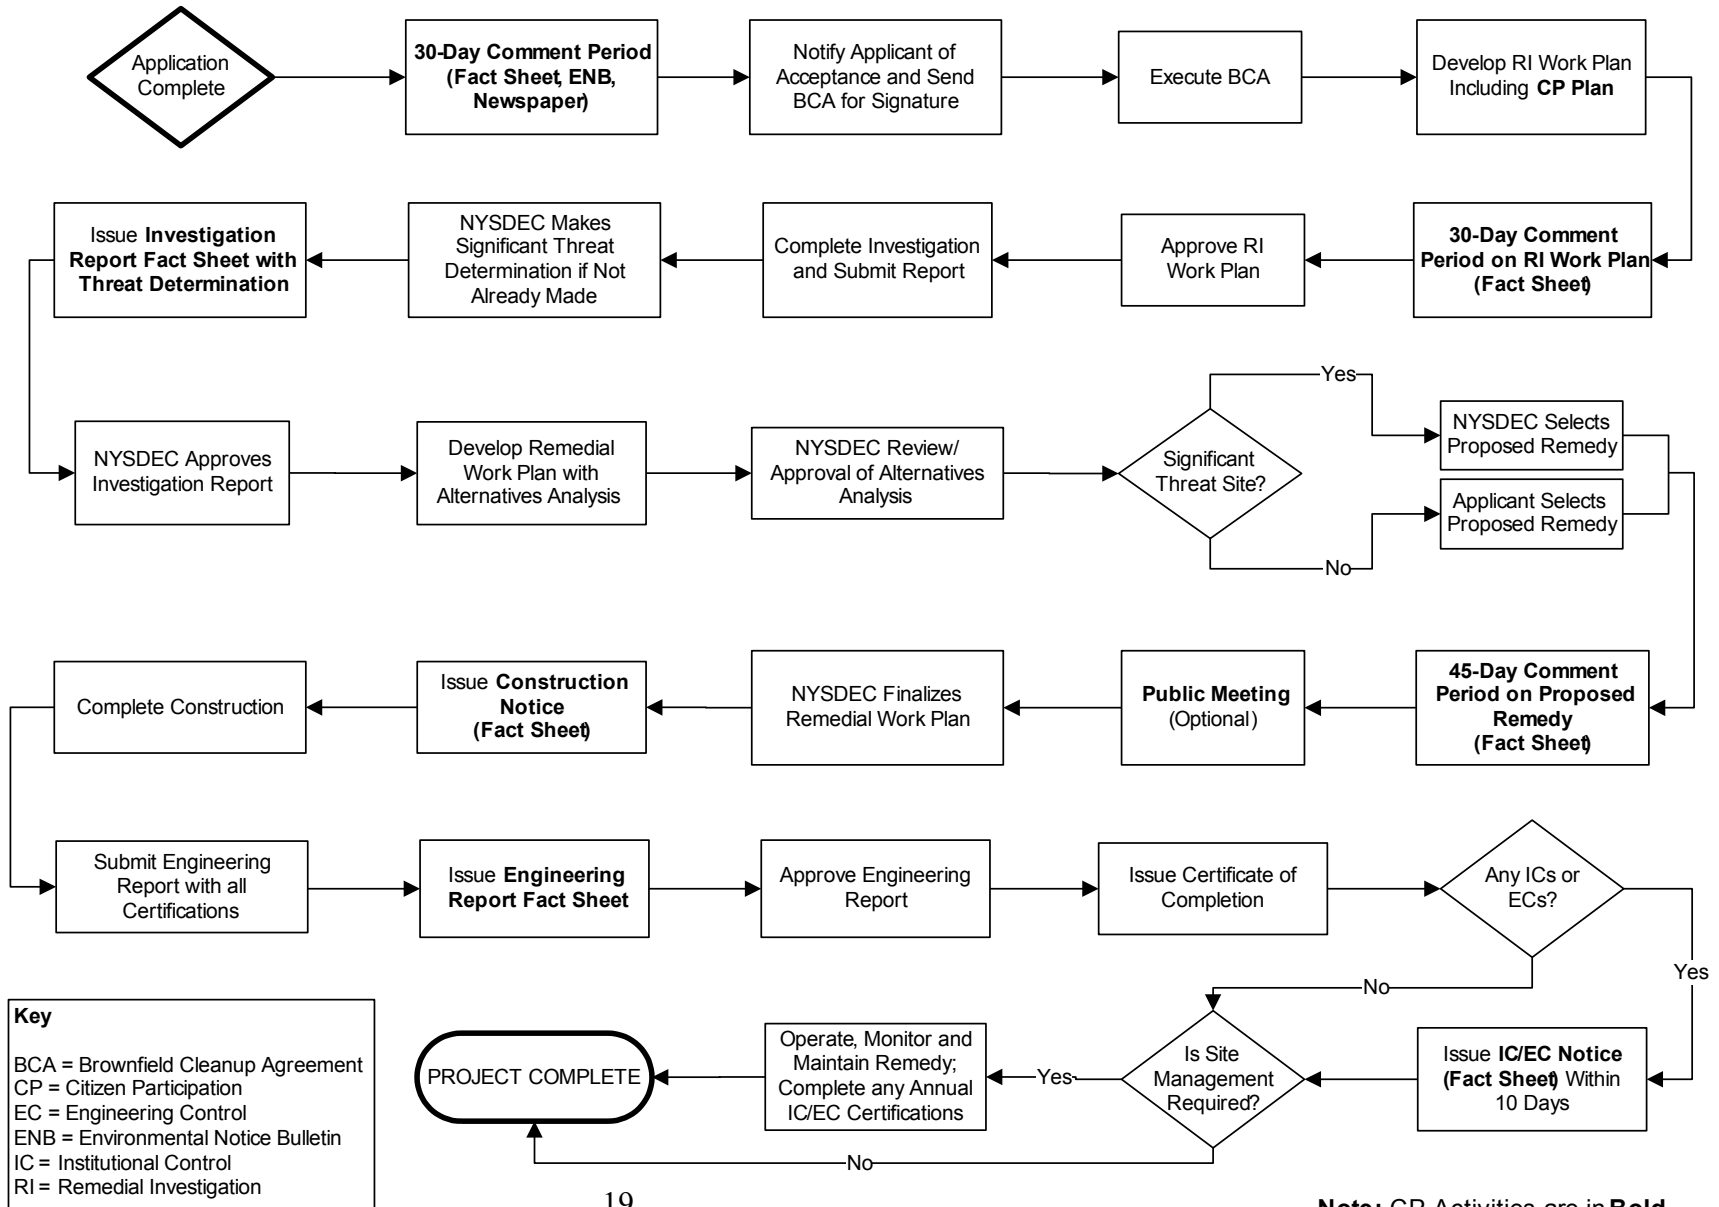 Application
Complete
30-Day Comment Period
(Fact Sheet, ENB,
Newspaper)
Notify Applicant of
Acceptance and Send
BCA for Signature
Execute BCA
Develop RI Work Plan
Including CP Plan
Issue Investigation
Report Fact Sheet with
Threat Determination
NYSDEC Makes
Significant Threat
Determination if Not
Already Made
Complete Investigation
and Submit Report
Approve RI
Work Plan
30-Day Comment
Period on RI Work Plan
(Fact Sheet)
NYSDEC Approves
Investigation Report
Develop Remedial
Work Plan with
Alternatives Analysis
NYSDEC Review/
Approval of Alternatives
Analysis
Significant
Threat Site?
Yes
No
NYSDEC Selects
Proposed Remedy
Applicant Selects
Proposed Remedy
Complete Construction
Issue Construction
Notice
(Fact Sheet)
NYSDEC Finalizes
Remedial Work Plan
Public Meeting
(Optional)
45-Day Comment
Period on Proposed
Remedy
(Fact Sheet)
Submit Engineering
Report with all
Certifications
Issue Engineering
Report Fact Sheet
Approve Engineering
Report
Issue Certificate of
Completion
Any ICs or
ECs?
Yes
No
Key
BCA = Brownfield Cleanup Agreement
CP = Citizen Participation
EC = Engineering Control
ENB = Environmental Notice Bulletin
IC = Institutional Control
RI = Remedial Investigation
PROJECT COMPLETE
Operate, Monitor and
Maintain Remedy;
Complete any Annual
IC/EC Certifications
Yes
Is Site
Management
Required?
Issue IC/EC Notice
(Fact Sheet) Within
10 Days
No
19
Note: CP Activities are in Bold